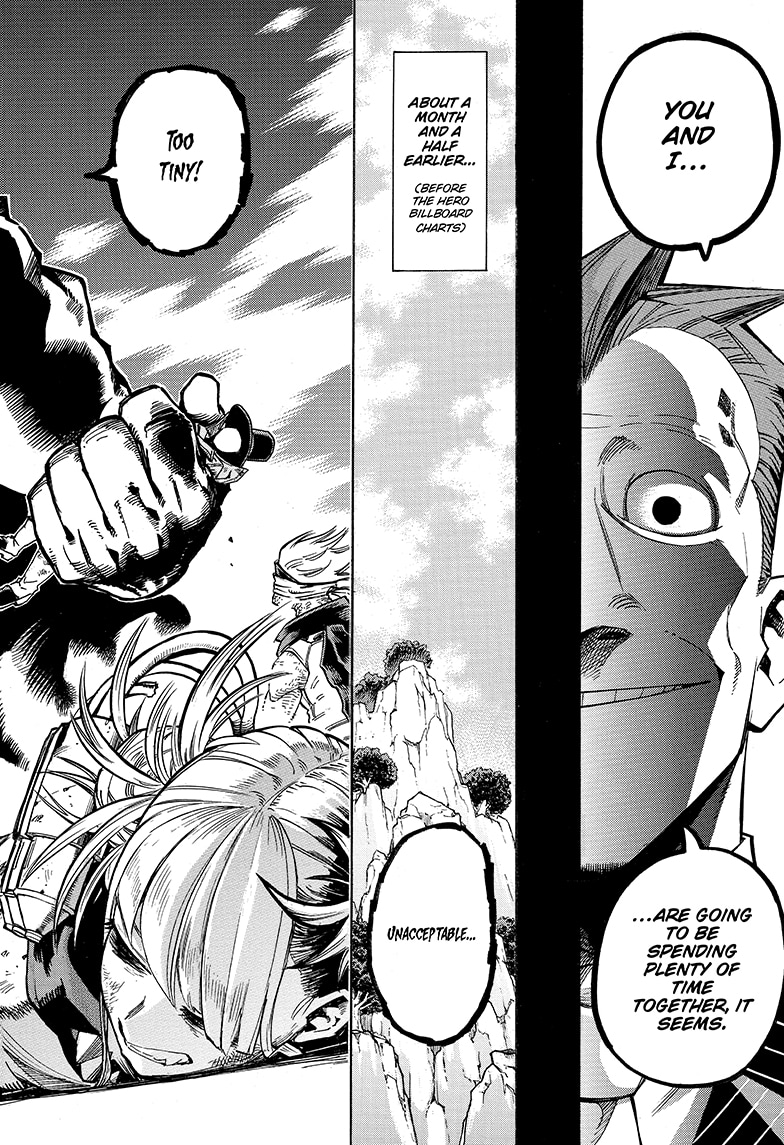 YOU
AND
I...
...ARE GOING
TO BE
SPENDING
PLENTY OF
TIME
TOGETHER, IT
SEEMS.
ABOUT A
MONTH
AND A
HALF
EARLIER...
(BEFORE
THE HERO
BILLBOARD
CHARTS)
UNACCEPTABLE...
TOO
TINY!